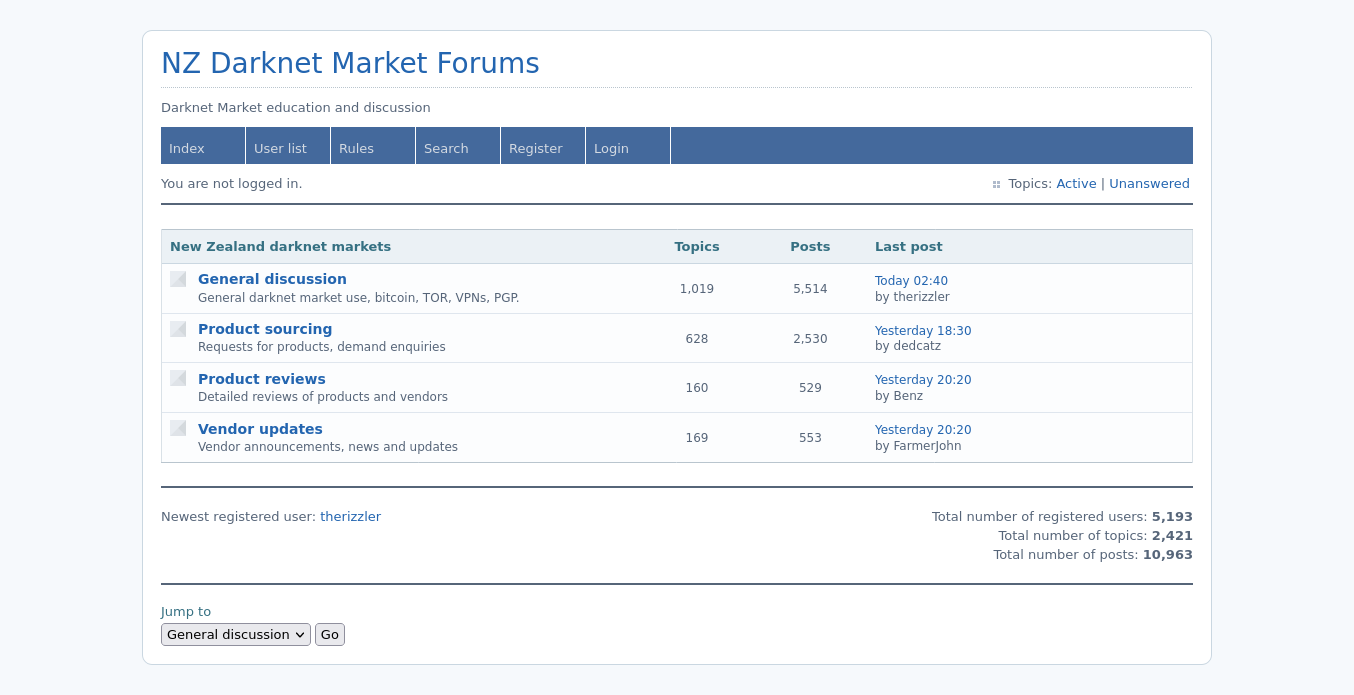 NZ Darknet Market Forums
Darknet Market education and discussion
Index User list Rules Search Register Login
You are not logged in. Topics: Active | Unanswered
New Zealand darknet markets Topics Posts Last post
General discussion
General darknet market use, bitcoin, TOR, VPNs, PGP.
1,019 5,514
Today 02:40
by therizzler
Product sourcing
Requests for products, demand enquiries
628 2,530
Yesterday 18:30
by dedcatz
Product reviews
Detailed reviews of products and vendors
160 529
Yesterday 20:20
by Benz
Vendor updates
Vendor announcements, news and updates
169 553
Yesterday 20:20
by FarmerJohn
Newest registered user: therizzler
Total number of registered users: 5,193
Total number of topics: 2,421
Total number of posts: 10,963
Jump to
General discussion Go